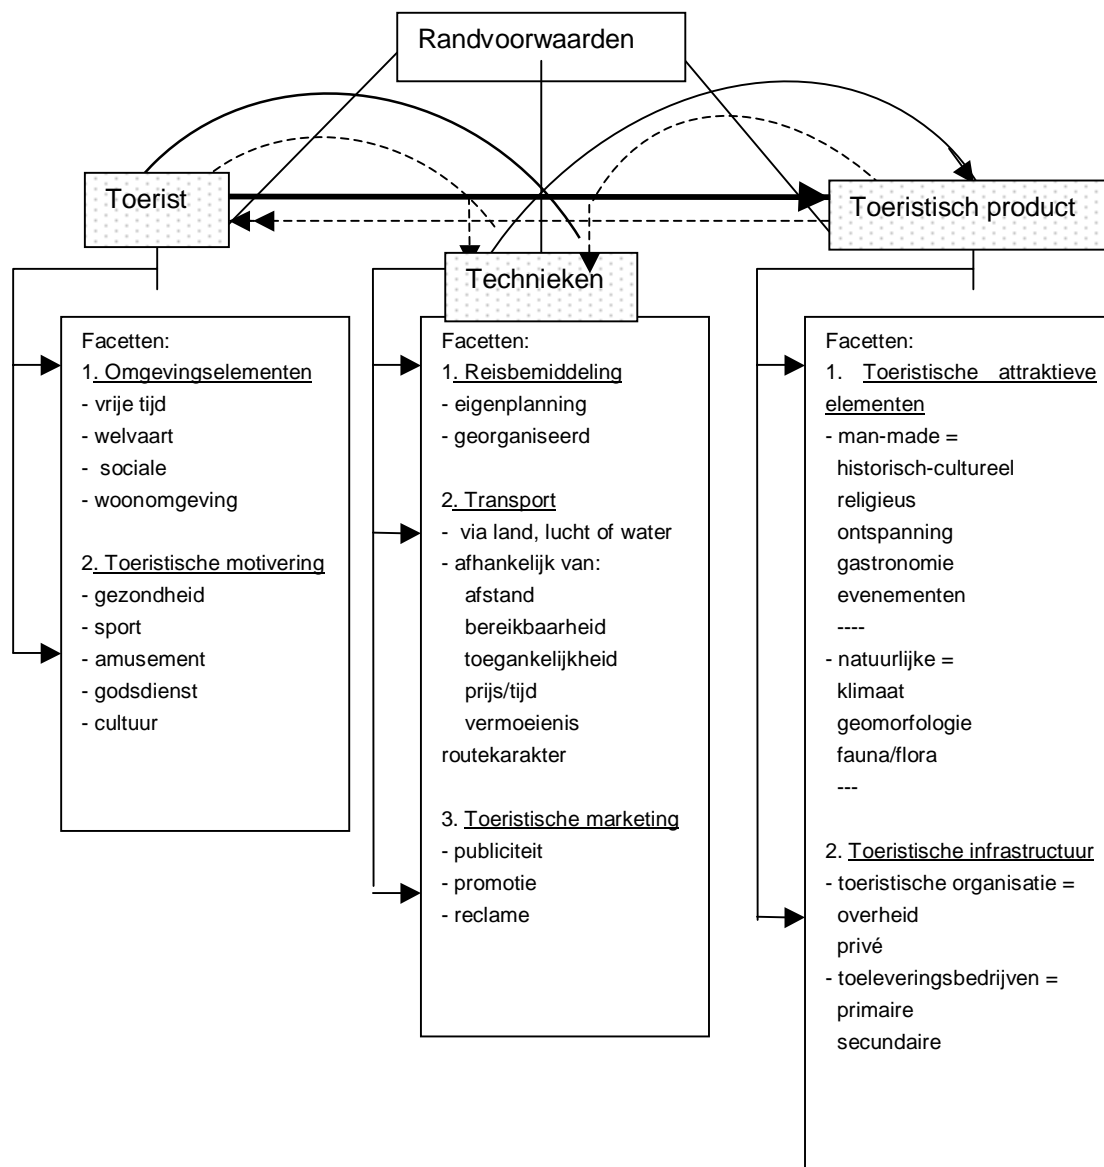 Randvoorwaarden
Toerist
Toeristisch product
Technieken
Facetten:
1. Omgevingselementen
- vrije tijd
- welvaart
- sociale
- woonomgeving
2. Toeristische motivering
- gezondheid
- sport
- amusement
- godsdienst
- cultuur
Facetten:
1. Reisbemiddeling
- eigenplanning
- georganiseerd
2. Transport
- via land, lucht of water
- afhankelijk van:
afstand
bereikbaarheid
toegankelijkheid
prijs/tijd
vermoeienis
routekarakter
3. Toeristische marketing
- publiciteit
- promotie
- reclame
Facetten:
1. Toeristische attraktieve
elementen
- man-made =
historisch-cultureel
religieus
ontspanning
gastronomie
evenementen
----
- natuurlijke =
klimaat
geomorfologie
fauna/flora
---
2. Toeristische infrastructuur
- toeristische organisatie =
overheid
privé
- toeleveringsbedrijven =
primaire
secundaire